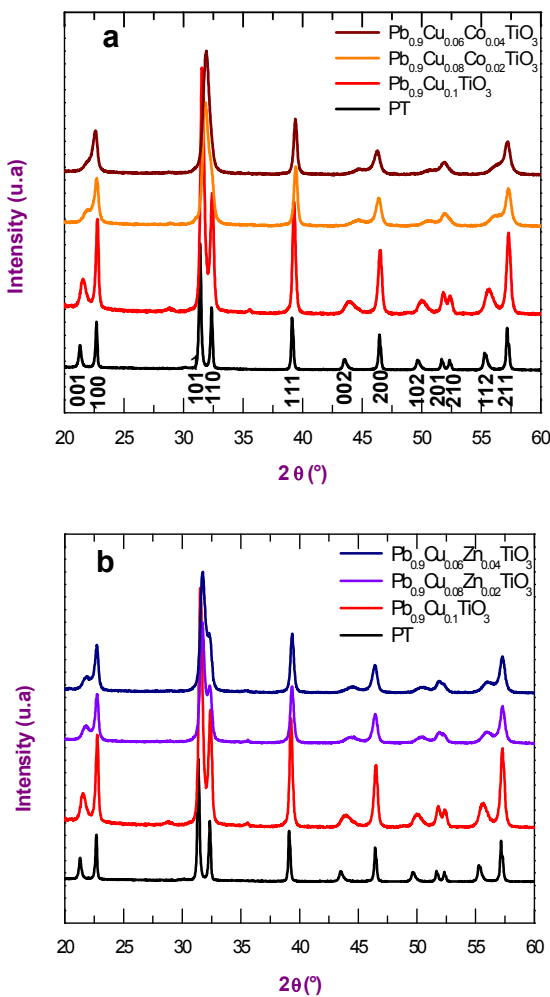 a
Pb0.9Cu0.06Co0.04TiO3
Pb0.9Cu0.08Co0.02TiO3
Pb0.9Cu0.1TiO3
PT
Intensity (u.a)
001
100
101
110
111
002
200
102
201
210
112
211
20 25 30 35 40 45 50 55 60
2 θ (°)
b
Pb0.9Cu0.06Zn0.04TiO3
Pb0.9Cu0.08Zn0.02TiO3
Pb0.9Cu0.1TiO3
PT
Intensity (u.a)
20 25 30 35 40 45 50 55 60
2θ (°)